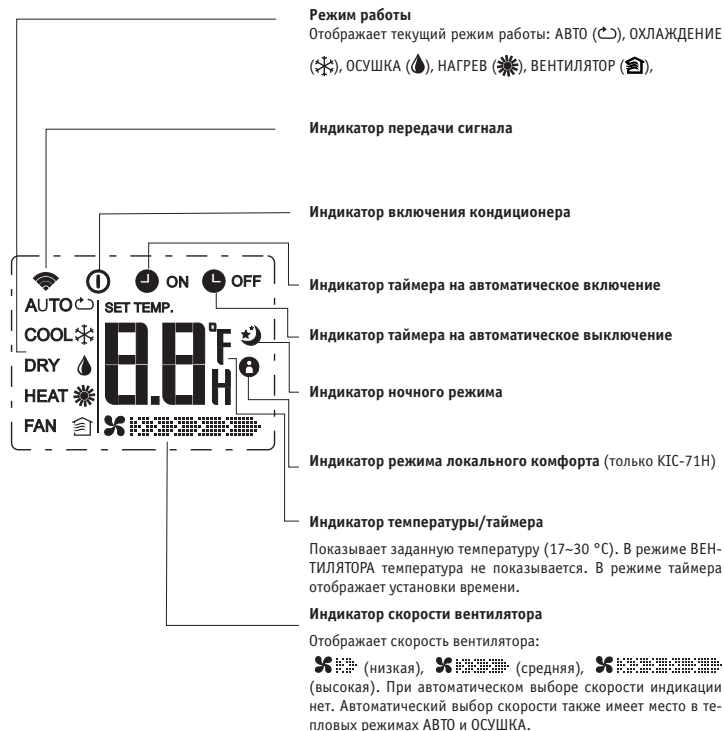 Режим работы
Отображает текущий режим работы: АВТО (), ОХЛАЖДЕНИЕ
(), ОСУШКА (), НАГРЕВ (), ВЕНТИЛЯТОР (),
Индикатор передачи сигнала
Индикатор включения кондиционера
Индикатор таймера на автоматическое включение
Индикатор таймера на автоматическое выключение
Индикатор ночного режима
Индикатор режима локального комфорта (только KIC-71H)
Индикатор температуры/таймера
Показывает заданную температуру (17~30 °C). В режиме ВЕН-
ТИЛЯТОРА температура не показывается. В режиме таймера
отображает установки времени.
Индикатор скорости вентилятора
Отображает скорость вентилятора:
(низкая), (средняя),
(высокая). При автоматическом выборе скорости индикации
нет. Автоматический выбор скорости также имеет место в те-
пловых режимах АВТО и ОСУШКА.
ON OFF
AUTO SET TEMP.
COOL 8.8 °F
DRY
HEAT H
FAN